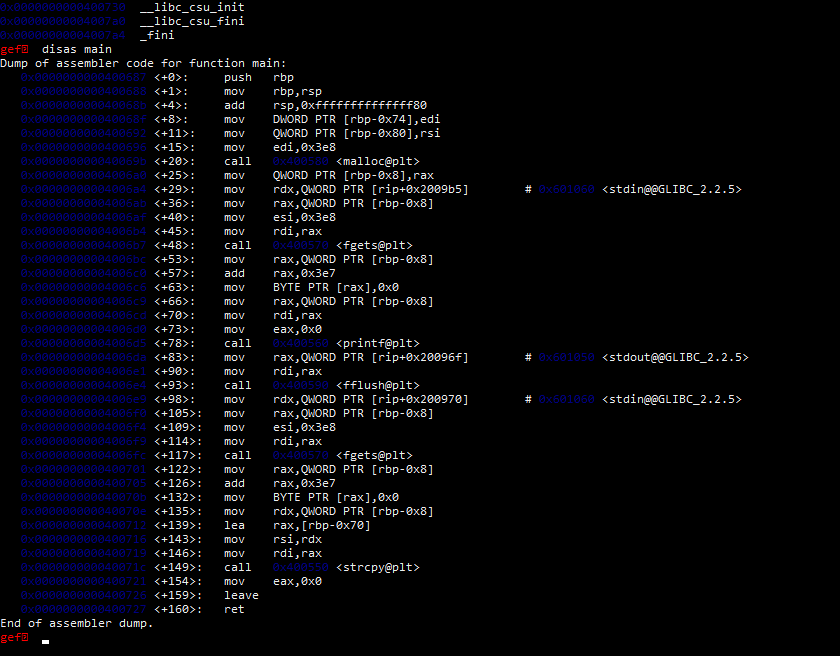 0x0000000000400730 __libc_csu_init
0x00000000004007a0 __libc_csu_fini
0x00000000004007a4 _fini
gef� disas main
Dump of assembler code for function main:
0x0000000000400687 <+0>: push rbp
0x0000000000400688 <+1>: mov rbp,rsp
0x000000000040068b <+4>: add rsp,0xffffffffffffff80
0x000000000040068f <+8>: mov DWORD PTR [rbp-0x74],edi
0x0000000000400692 <+11>: mov QWORD PTR [rbp-0x80],rsi
0x0000000000400696 <+15>: mov edi,0x3e8
0x000000000040069b <+20>: call 0x400580 <malloc@plt>
0x00000000004006a0 <+25>: mov QWORD PTR [rbp-0x8],rax
0x00000000004006a4 <+29>: mov rdx,QWORD PTR [rip+0x2009b5] # 0x601060 <stdin@@GLIBC_2.2.5>
0x00000000004006ab <+36>: mov rax,QWORD PTR [rbp-0x8]
0x00000000004006af <+40>: mov esi,0x3e8
0x00000000004006b4 <+45>: mov rdi,rax
0x00000000004006b7 <+48>: call 0x400570 <fgets@plt>
0x00000000004006bc <+53>: mov rax,QWORD PTR [rbp-0x8]
0x00000000004006c0 <+57>: add rax,0x3e7
0x00000000004006c6 <+63>: mov BYTE PTR [rax],0x0
0x00000000004006c9 <+66>: mov rax,QWORD PTR [rbp-0x8]
0x00000000004006cd <+70>: mov rdi,rax
0x00000000004006d0 <+73>: mov eax,0x0
0x00000000004006d5 <+78>: call 0x400560 <printf@plt>
0x00000000004006da <+83>: mov rax,QWORD PTR [rip+0x20096f] # 0x601050 <stdout@@GLIBC_2.2.5>
0x00000000004006e1 <+90>: mov rdi,rax
0x00000000004006e4 <+93>: call 0x400590 <fflush@plt>
0x00000000004006e9 <+98>: mov rdx,QWORD PTR [rip+0x200970] # 0x601060 <stdin@@GLIBC_2.2.5>
0x00000000004006f0 <+105>: mov rax,QWORD PTR [rbp-0x8]
0x00000000004006f4 <+109>: mov esi,0x3e8
0x00000000004006f9 <+114>: mov rdi,rax
0x00000000004006fc <+117>: call 0x400570 <fgets@plt>
0x0000000000400701 <+122>: mov rax,QWORD PTR [rbp-0x8]
0x0000000000400705 <+126>: add rax,0x3e7
0x000000000040070b <+132>: mov BYTE PTR [rax],0x0
0x000000000040070e <+135>: mov rdx,QWORD PTR [rbp-0x8]
0x0000000000400712 <+139>: lea rax,[rbp-0x70]
0x0000000000400716 <+143>: mov rsi,rdx
0x0000000000400719 <+146>: mov rdi,rax
0x000000000040071c <+149>: call 0x400550 <strcpy@plt>
0x0000000000400721 <+154>: mov eax,0x0
0x0000000000400726 <+159>: leave
0x0000000000400727 <+160>: ret
End of assembler dump.
gef�